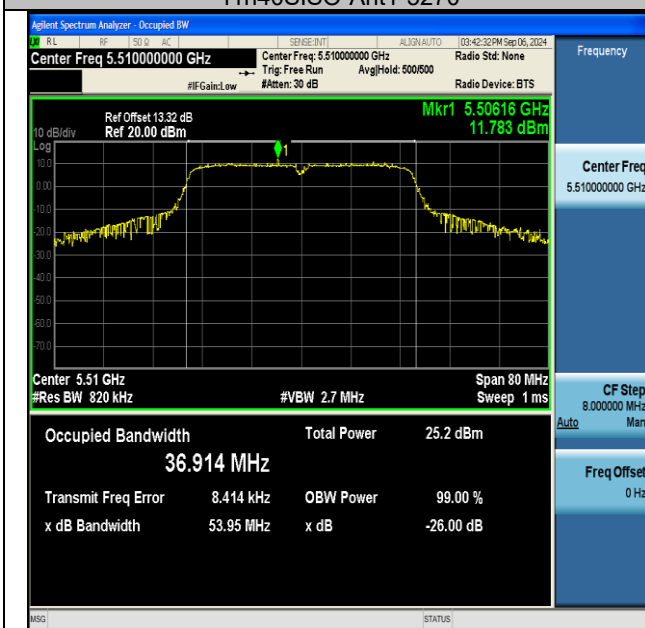 Agilent Spectrum Analyzer - Occupied BW
RL RF 50 Ω AC SENSE:INT ALIGN AUTO 03:42:32 PM Sep 06, 2024
Center Freq 5.510000000 GHz
Center Freq: 5.510000000 GHz
Radio Std: None
Trig: Free Run Avg|Hold: 500/500
#IFGain:Low #Atten: 30 dB Radio Device: BTS
Frequency
Ref Offset 13.32 dB
10 dB/div Ref 20.00 dBm
Mkr1 5.50616 GHz
11.783 dBm
Log
10.0
0.00
-10.0
-20.0
-30.0
-40.0
-50.0
-60.0
-70.0
1
Center Freq
5.510000000 GHz
Center 5.51 GHz Span 80 MHz
#Res BW 820 kHz #VBW 2.7 MHz Sweep 1 ms
CF Step
8.000000 MHz
Auto Man
Occupied Bandwidth Total Power 25.2 dBm
36.914 MHz
Freq Offset
0 Hz
Transmit Freq Error 8.414 kHz OBW Power 99.00 %
x dB Bandwidth 53.95 MHz x dB -26.00 dB
MSG STATUS